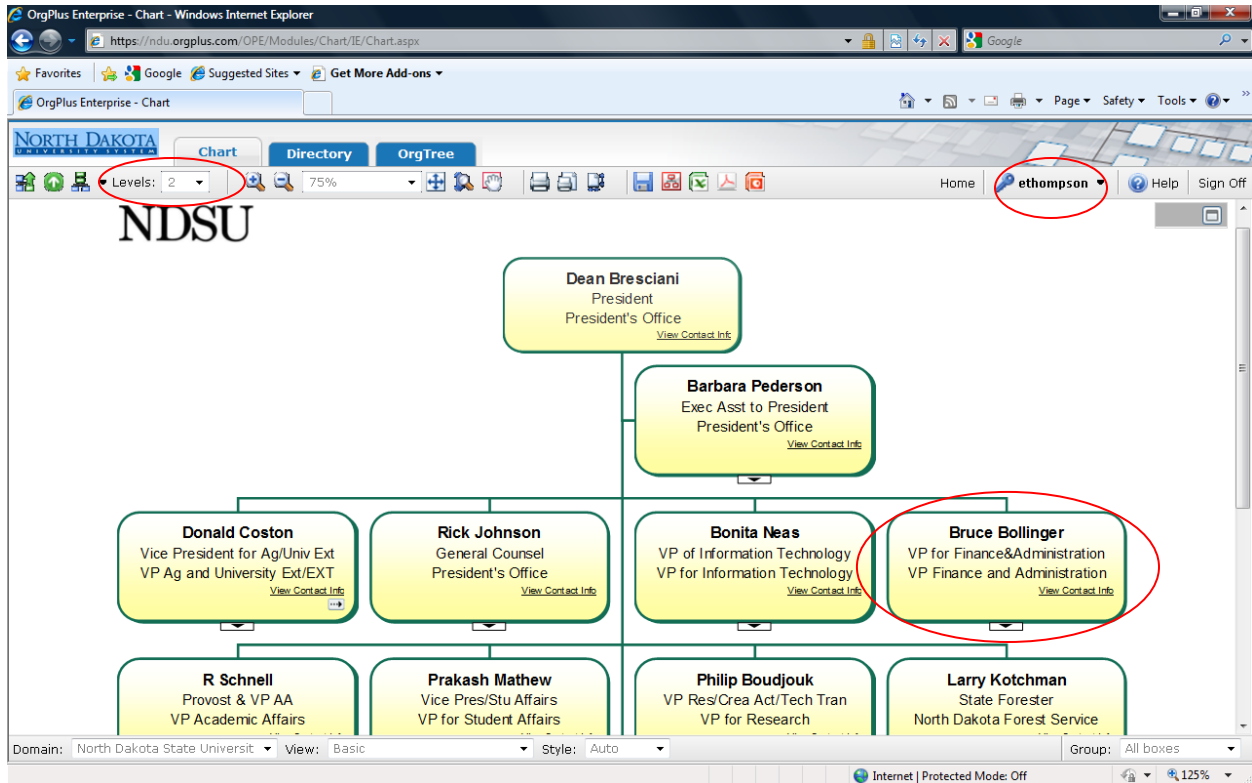 OrgPlus Enterprise - Chart - Windows Internet Explorer
https://ndu.orgplus.com/OPE/Modules/Chart/IE/Chart.aspx
Google
Favorites Google Suggested Sites Get More Add-ons
OrgPlus Enterprise - Chart
Page Safety Tools
NORTH DAKOTA
UNIVERSITY SYSTEM
Chart Directory OrgTree
Levels: 2 75% Home ethompson Help Sign Off
NDSU
Dean Bresciani
President
President's Office
View Contact Info
Barbara Pederson
Exec Asst to President
President's Office
View Contact Info
Donald Coston
Vice President for Ag/Univ Ext
VP Ag and University Ext/EXT
View Contact Info
Rick Johnson
General Counsel
President's Office
View Contact Info
Bonita Neas
VP of Information Technology
VP for Information Technology
View Contact Info
Bruce Bollinger
VP for Finance&Administration
VP Finance and Administration
View Contact Info
R Schnell
Provost & VP AA
VP Academic Affairs
Prakash Mathew
Vice Pres/Stu Affairs
VP for Student Affairs
Philip Boudjouk
VP Res/Crea Act/Tech Tran
VP for Research
Larry Kotchman
State Forester
North Dakota Forest Service
Domain: North Dakota State Universit View: Basic Style: Auto Group: All boxes
Internet | Protected Mode: Off 125%